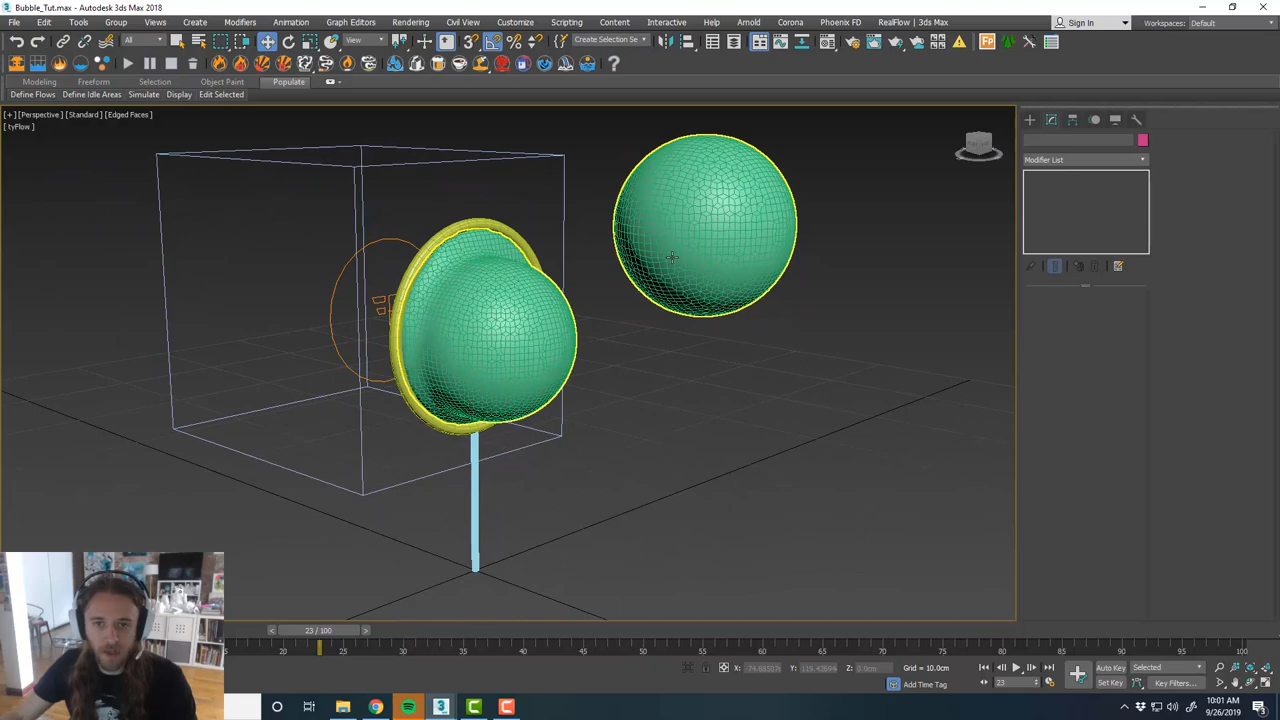 Bubble_Tut.max - Autodesk 3ds Max 2018
File Edit Tools Group Views Create Modifiers Animation Graph Editors Rendering Civil View Customize Scripting Content Interactive Help Arnold Corona Phoenix FD RealFlow | 3ds Max Sign In Workspaces: Default
All View Create Selection Se
Modeling Freeform Selection Object Paint Populate
Define Flows Define Idle Areas Simulate Display Edit Selected
[+] [Perspective] [Standard] [Edged Faces]
[ tyFlow ]
Modifier List
23 / 100
20 25 30 35 40 45 50 55 60 65 70 75 80 85 90 95 100
X: Y: Z: 0.0cm Grid = 10.0cm Auto Key Selected
Add Time Tag 23 Set Key Key Filters...
10:01 AM
9/26/2019